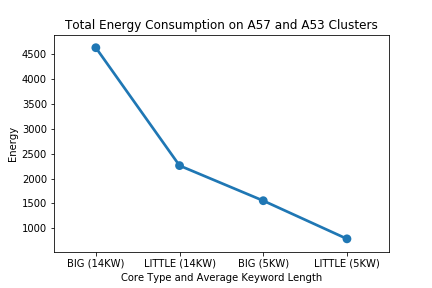 Total Energy Consumption on A57 and A53 Clusters
4500
4000
3500
3000
2500
2000
1500
1000
Energy
BIG (14KW) LITTLE (14KW) BIG (5KW) LITTLE (5KW)
Core Type and Average Keyword Length